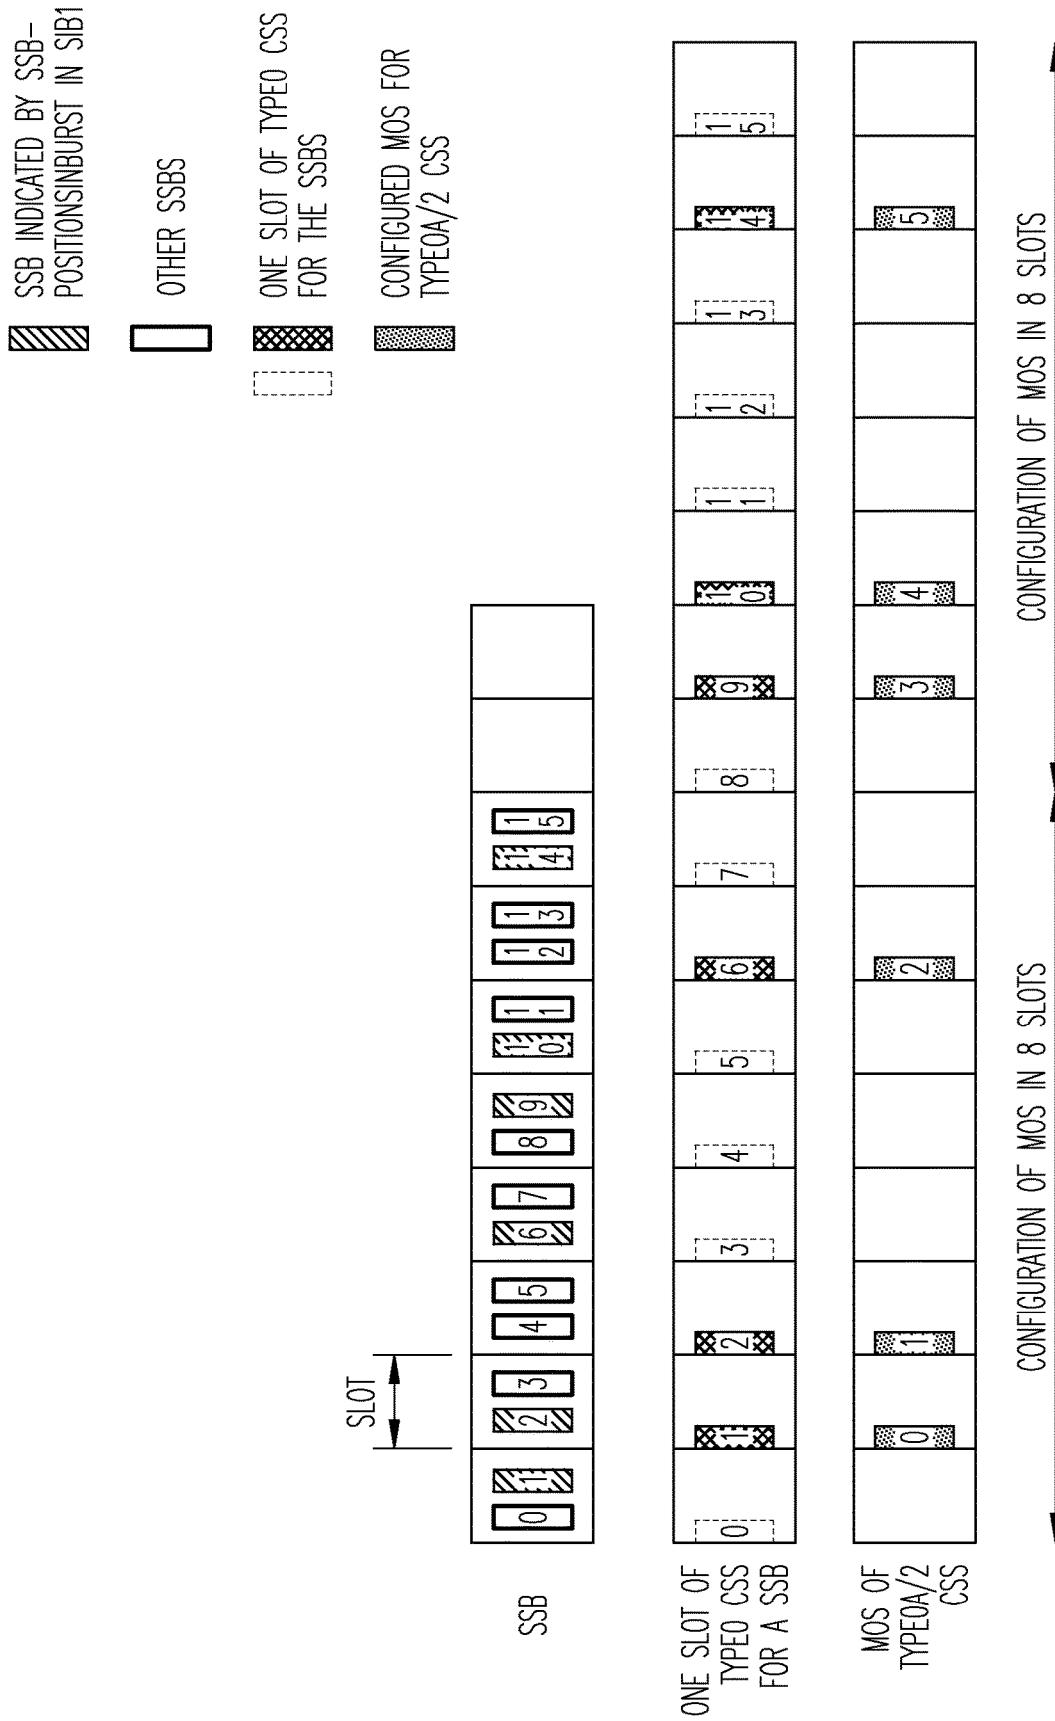 SSB INDICATED BY SSB-
POSITIONSINBURST IN SIB1
OTHER SSBS
ONE SLOT OF TYPE0 CSS
FOR THE SSBS
CONFIGURED MOS FOR
TYPE0A/2 CSS
SLOT
SSB
0 1 2 3 4 5 6 7 8 9 10 11 12 13 14 15
ONE SLOT OF
TYPE0 CSS
FOR A SSB
0 1 2 3 4 5 6 7 8 9 10 11 12 13 14 15
MOS OF
TYPE0A/2
CSS
0 1 2 3 4 5
CONFIGURATION OF MOS IN 8 SLOTS
CONFIGURATION OF MOS IN 8 SLOTS